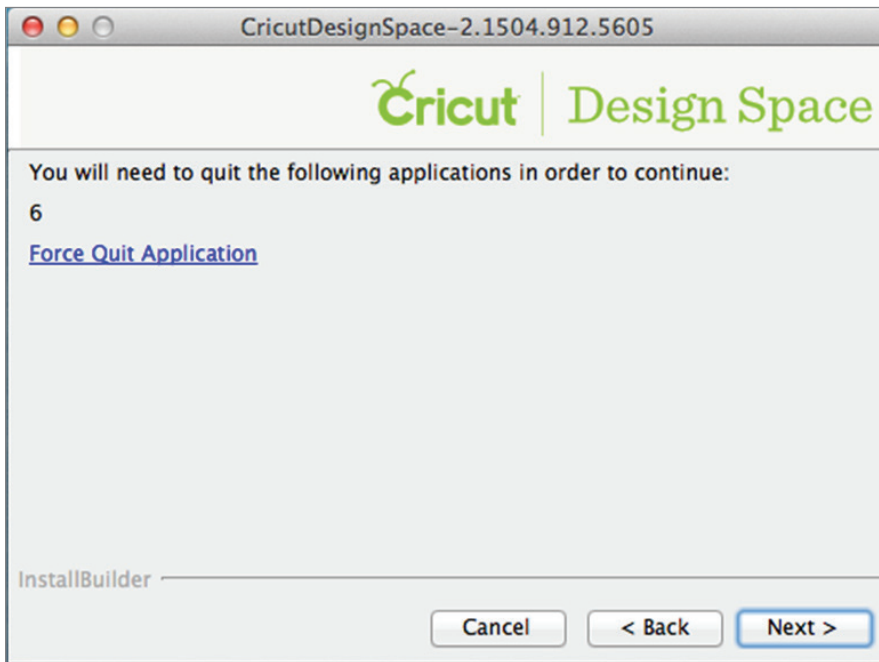 CricutDesignSpace-2.1504.912.5605
Cricut Design Space
You will need to quit the following applications in order to continue:
6
Force Quit Application
InstallBuilder
Cancel < Back Next >